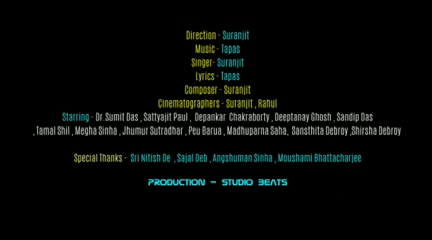 Direction - Suranjit
Music - Tapas
Singer- Suranjit
Lyrics - Tapas
Composer - Suranjit
Cinematographers - Suranjit , Rahul
Starring - Dr Sumit Das , Sattyajit Paul , Depankar Chakraborty , Deeptanay Ghosh , Sandip Das
, Tamal Shil , Megha Sinha , Jhumur Sutradhar , Peu Barua , Madhuparna Saha, Sansthita Debroy ,Shirsha Debroy
Special Thanks - Sri Nitish De , Sajal Deb , Angshuman Sinha , Moushami Bhattacharjee
PRODUCTION - STUDIO BEATS